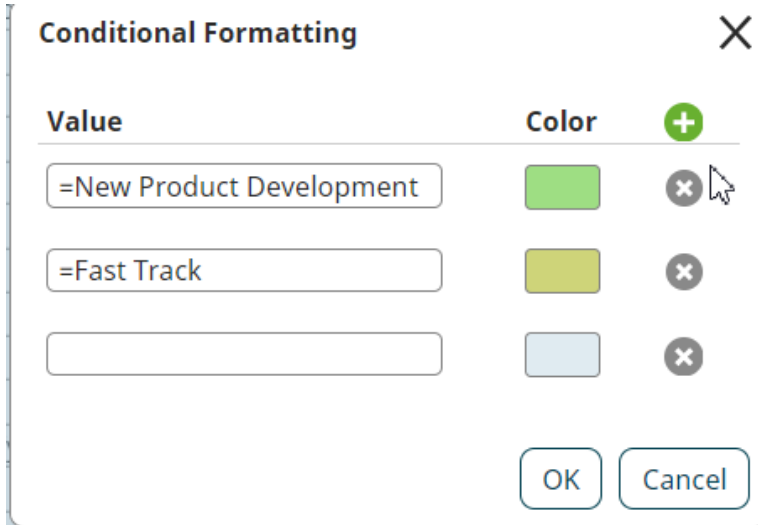 Conditional Formatting
Value Color
=New Product Development
=Fast Track
OK Cancel